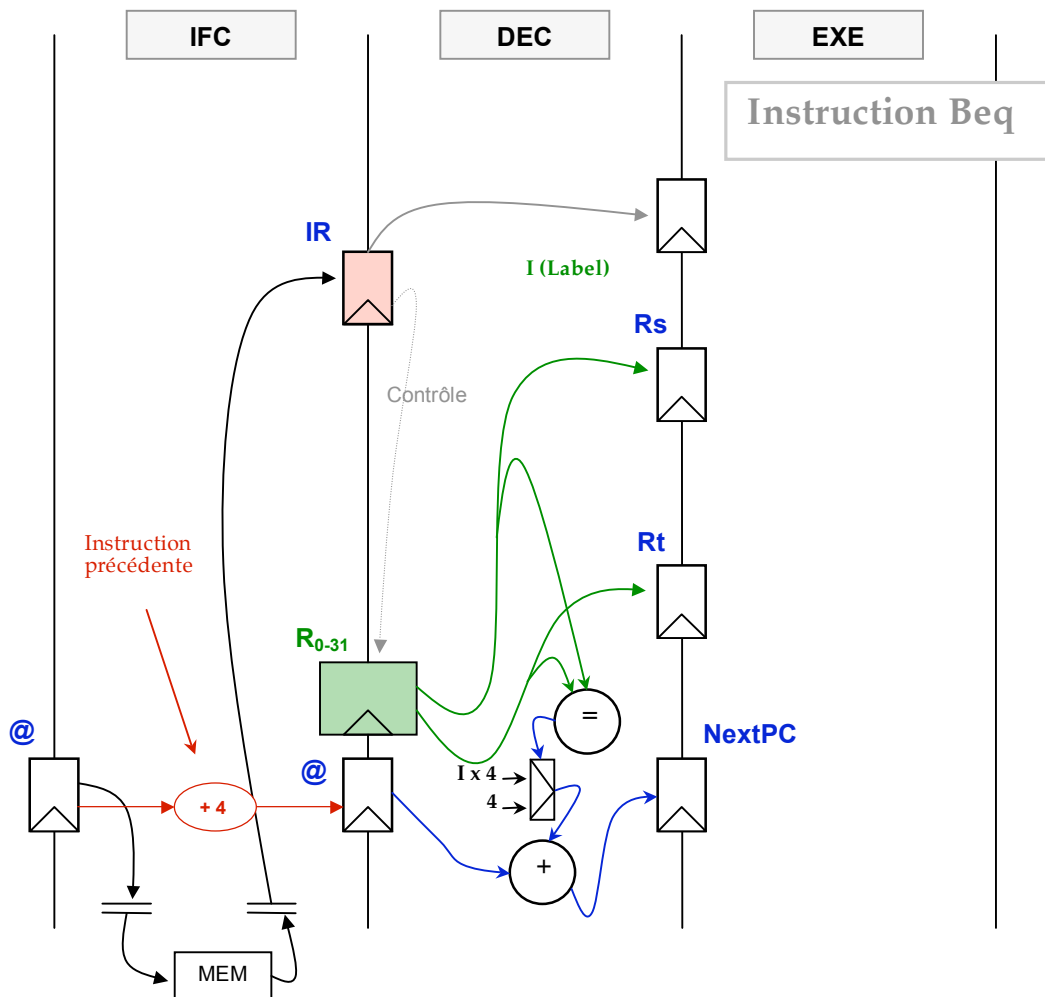 IFC
DEC
EXE
Instruction Beq
IR
I (Label)
Rs
Contrôle
Instruction
précédente
Rt
R0-31
@
=
NextPC
@
I x 4
4
+ 4
+
MEM